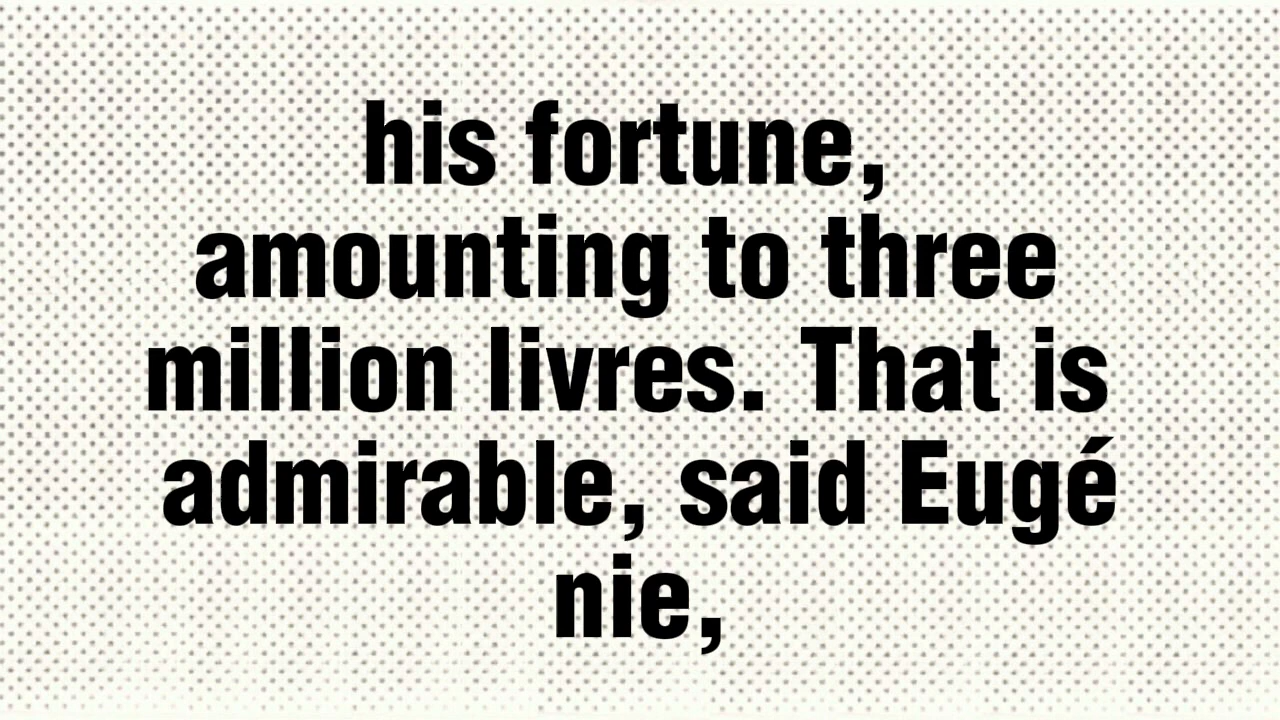 his fortune,
amounting to three
million livres. That is
admirable, said Eugé
nie,